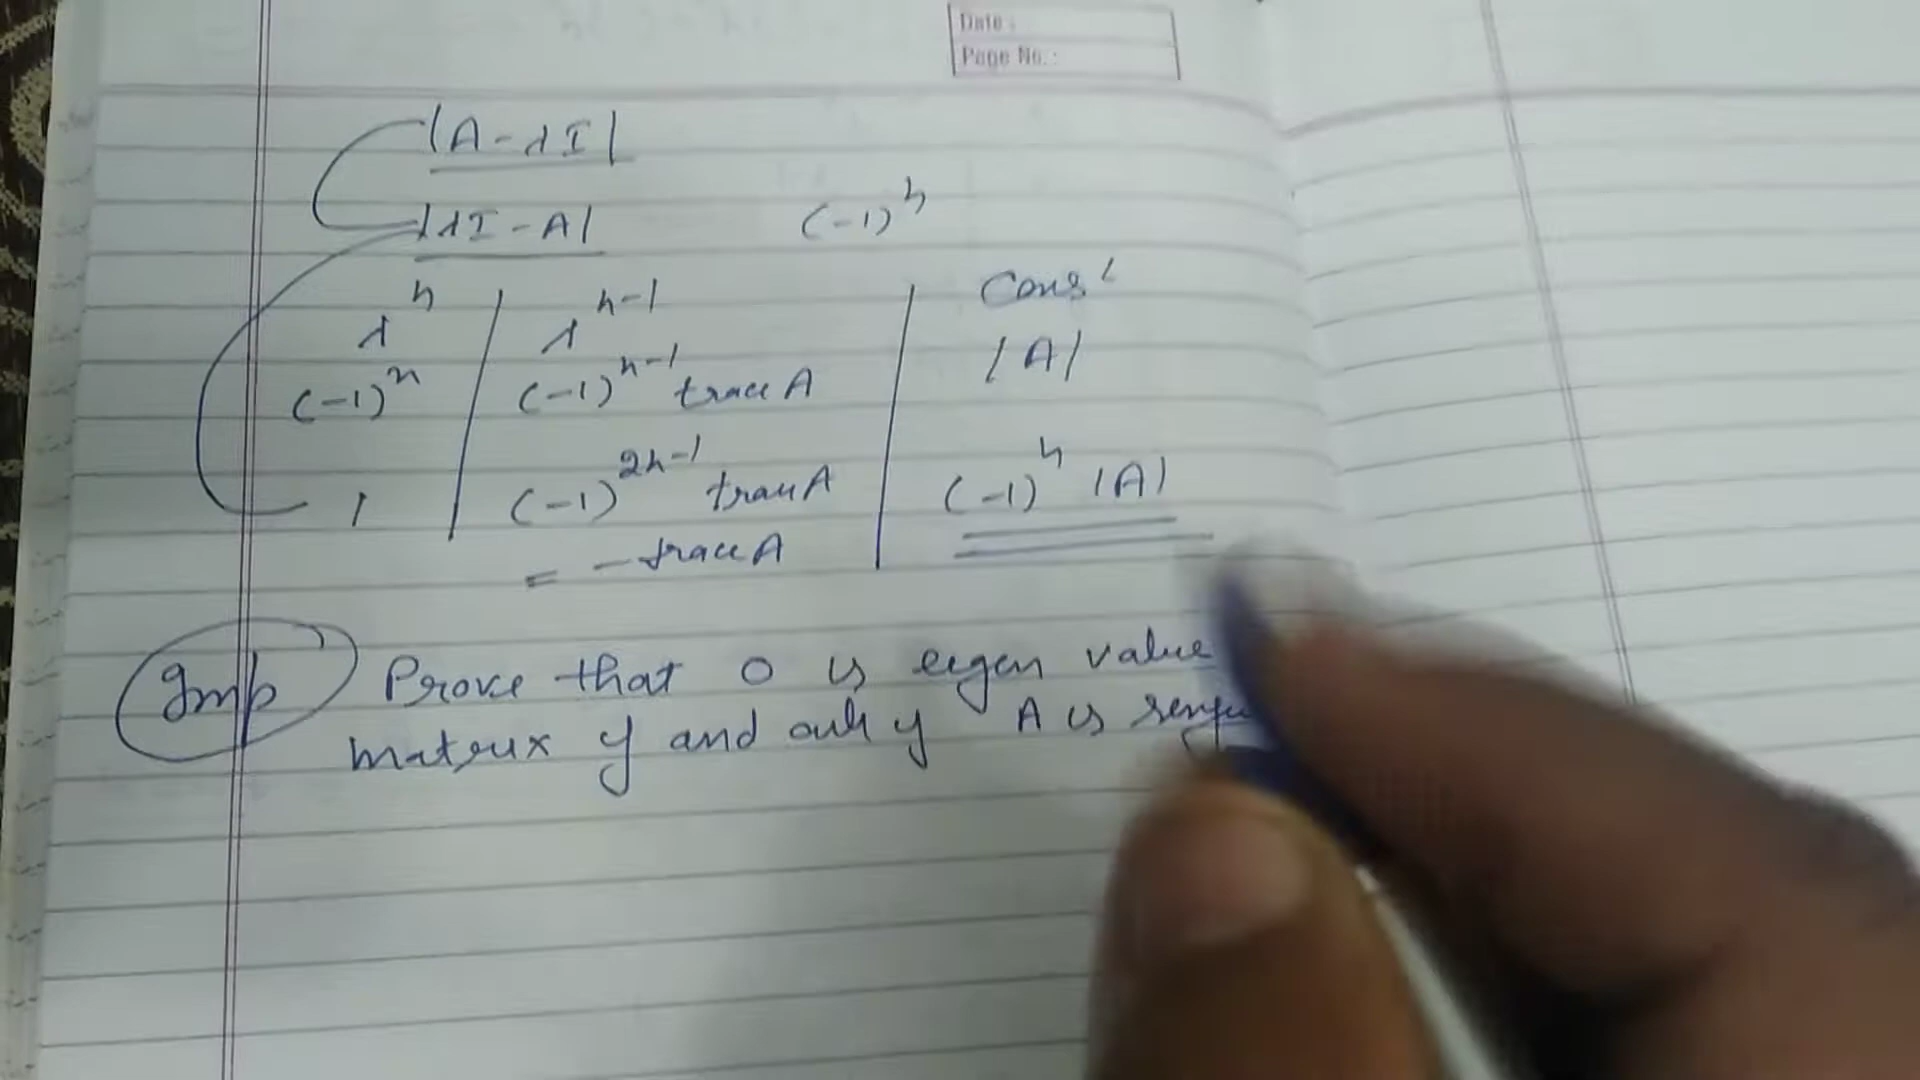 Date :
Page No. :
|A - λI|
|λI - A| (-1)^n
λ^n λ^n-1 Const
(-1)^n (-1)^n-1 trace A |A|
1 (-1)^2n-1 trace A (-1)^n |A|
= - trace A
Imp Prove that 0 is eigen value
matrix if and only if A is